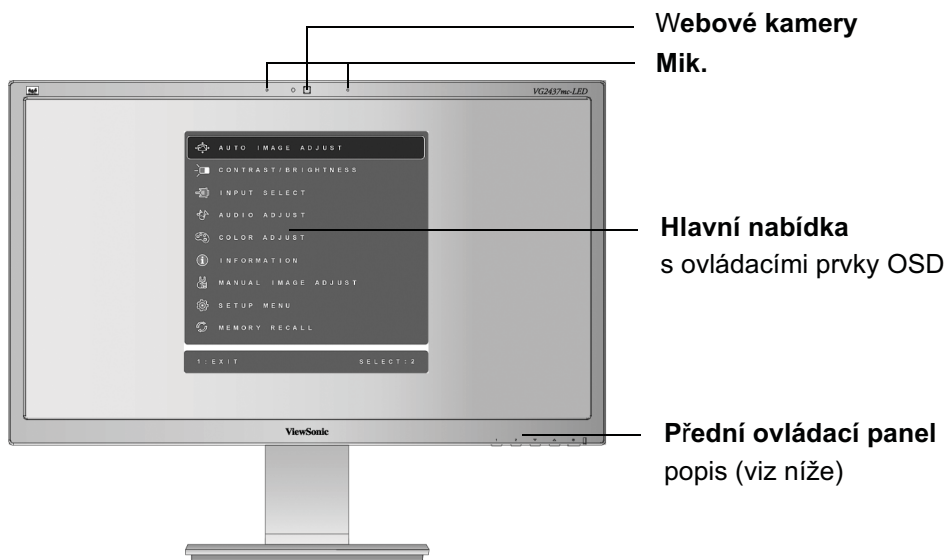 Webové kamery
Mik.
VG2437mc-LED
AUTO IMAGE ADJUST
CONTRAST/BRIGHTNESS
INPUT SELECT
AUDIO ADJUST
COLOR ADJUST
Hlavní nabídka
s ovládacími prvky OSD
INFORMATION
MANUAL IMAGE ADJUST
SETUP MENU
MEMORY RECALL
1:EXIT SELECT:2
ViewSonic
1 2
Přední ovládací panel
popis (viz níže)